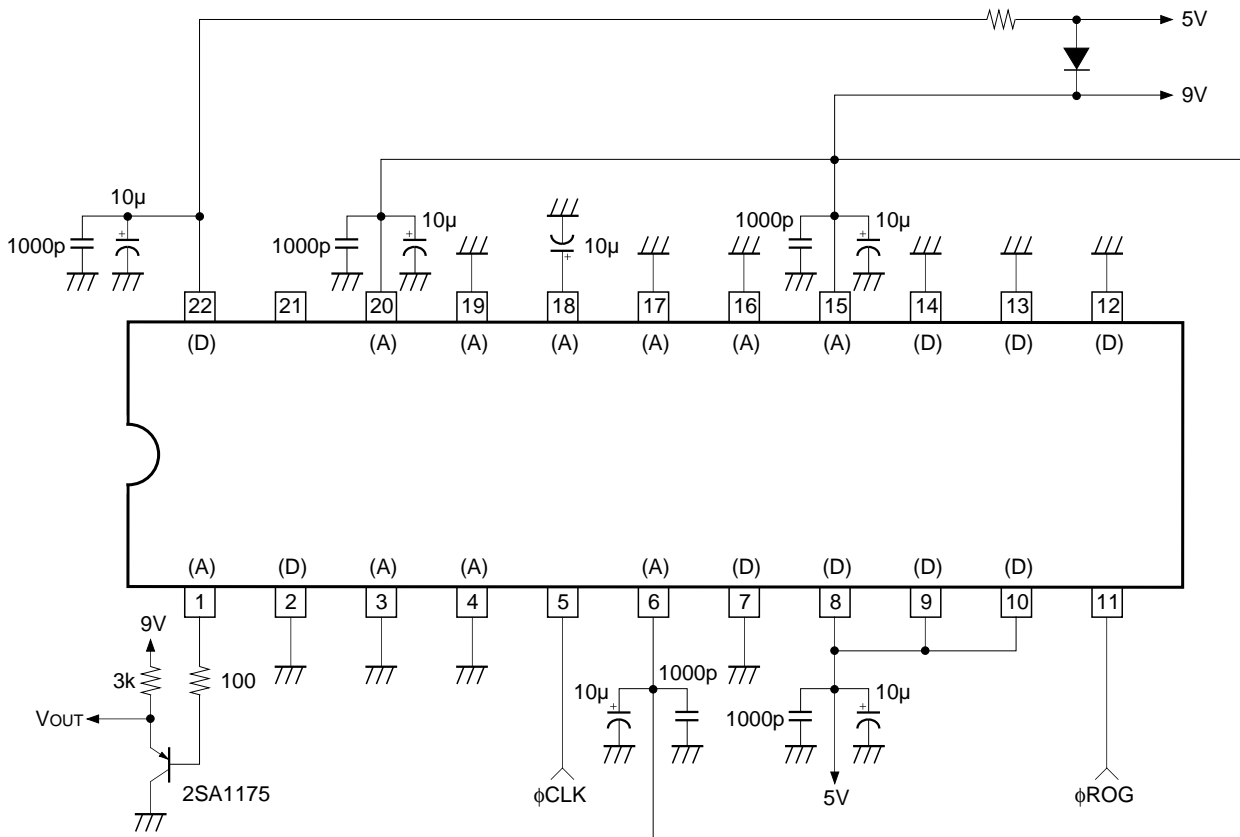 5V
9V
10µ
1000p
+
1000p
10µ
+
10µ
+
1000p
10µ
+
22 21 20 19 18 17 16 15 14 13 12
(D) (A) (A) (A) (A) (A) (A) (D) (D) (D)
(A) (D) (A) (A) (A) (D) (D) (D) (D)
1 2 3 4 5 6 7 8 9 10 11
9V
3k
100
VOUT
2SA1175
10µ
+
1000p
1000p
10µ
+
5V
ϕCLK
ϕROG